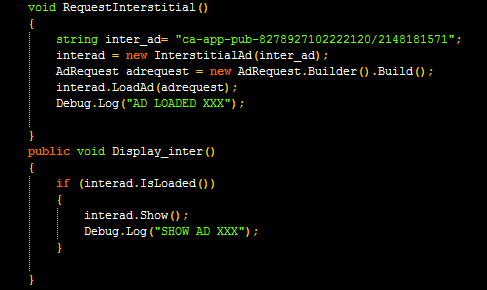 void RequestInterstitial()
{
string inter_ad= "ca-app-pub-8278927102222120/2148181571";
interad = new InterstitialAd(inter_ad);
AdRequest adrequest = new AdRequest.Builder().Build();
interad.LoadAd(adrequest);
Debug.Log("AD LOADED XXX");
}
public void Display_inter()
{
if (interad.IsLoaded())
{
interad.Show();
Debug.Log("SHOW AD XXX");
}
}